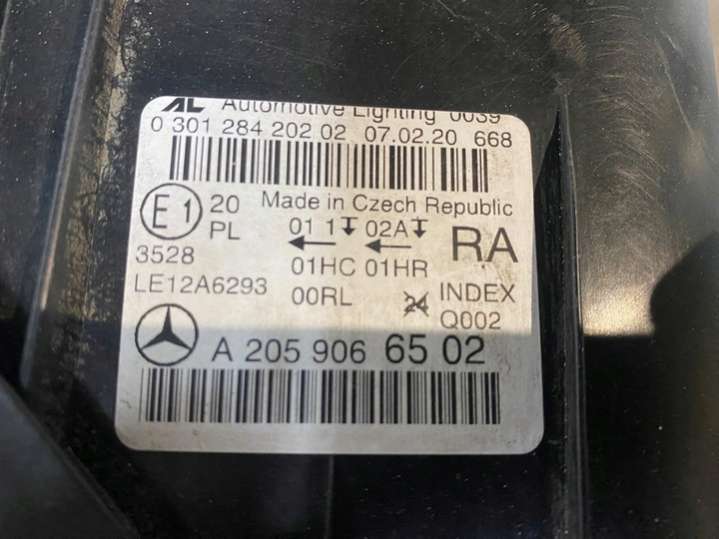 AL Automotive Lighting 0039
0 301 284 202 02 07.02.20 668
E1 20 PL
Made in Czech Republic
01 1 02A RA
3528
01HC 01HR
LE12A6293
00RL 24 INDEX
Q002
A 205 906 65 02